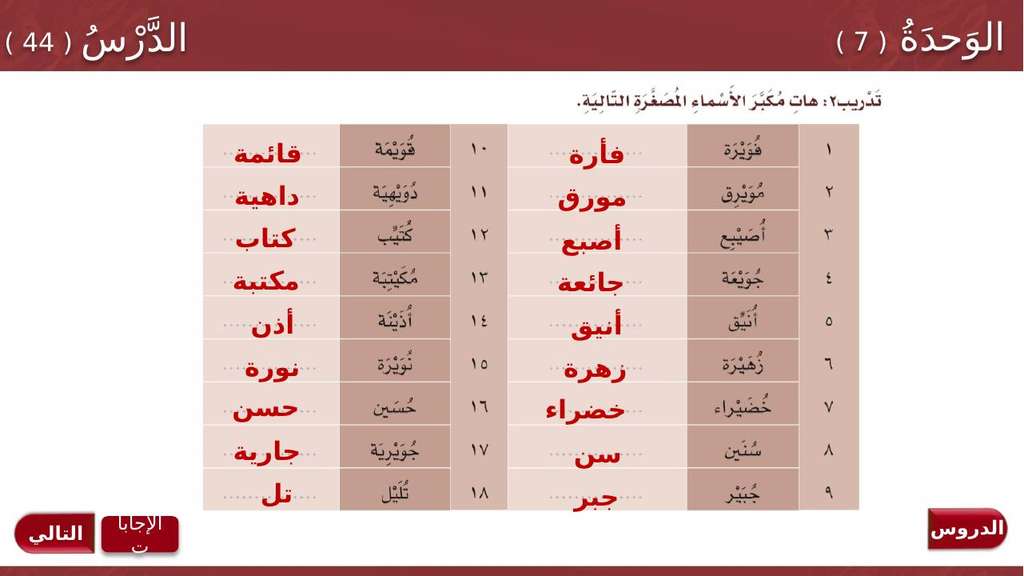 الوَحدَةُ ( 7 )
الدَّرْسُ ( 44 )
تَدْريب٢: هاتِ مُكَبَّرَ الأَسْماءِ المُصَغَّرَةِ التّالِيَةِ.
١ فُوَيْرَة فأرة ١٠ قُوَيْمَة قائمة
٢ مُوَيْرِق مورق ١١ دُوَيْهِيَة داهية
٣ أُصَيْبِع أصبع ١٢ كُتَيِّب كتاب
٤ جُوَيْعَة جائعة ١٣ مُكَيْتِبَة مكتبة
٥ أُنَيِّق أنيق ١٤ أُذَيْنَة أذن
٦ زُهَيْرَة زهرة ١٥ نُوَيْرَة نورة
٧ خُضَيْراء خضراء ١٦ حُسَين حسن
٨ سُنَين سن ١٧ جُوَيْرِيَة جارية
٩ جُبَيْر جبر ١٨ تُلَيْل تل
الدروس
الإجابات
التالي